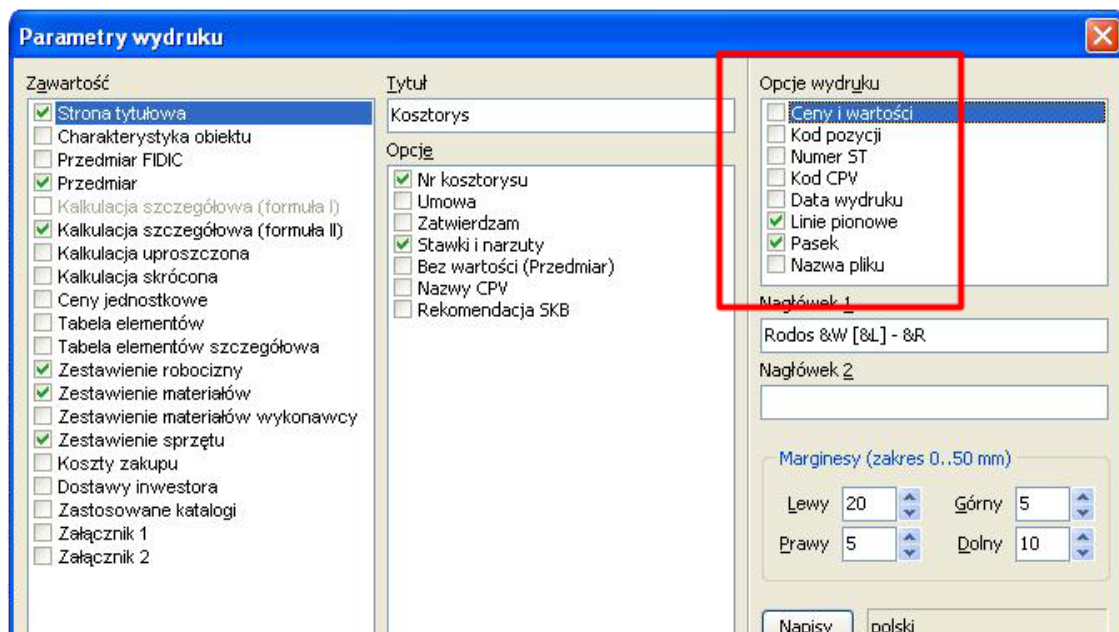 Parametry wydruku
Zawartość
Strona tytułowa
Charakterystyka obiektu
Przedmiar FIDIC
Przedmiar
Kalkulacja szczegółowa (formuła I)
Kalkulacja szczegółowa (formuła II)
Kalkulacja uproszczona
Kalkulacja skrócona
Ceny jednostkowe
Tabela elementów
Tabela elementów szczegółowa
Zestawienie robocizny
Zestawienie materiałów
Zestawienie materiałów wykonawcy
Zestawienie sprzętu
Koszty zakupu
Dostawy inwestora
Zastosowane katalogi
Załącznik 1
Załącznik 2
Tytuł
Kosztorys
Opcje
Nr kosztorysu
Umowa
Zatwierdzam
Stawki i narzuty
Bez wartości (Przedmiar)
Nazwy CPV
Rekomendacja SKB
Opcje wydruku
Ceny i wartości
Kod pozycji
Numer ST
Kod CPV
Data wydruku
Linie pionowe
Pasek
Nazwa pliku
Nagłówek 1
Rodos &W [&L] - &R
Nagłówek 2
Marginesy (zakres 0..50 mm)
Lewy 20 Górny 5
Prawy 5 Dolny 10
Napisy polski